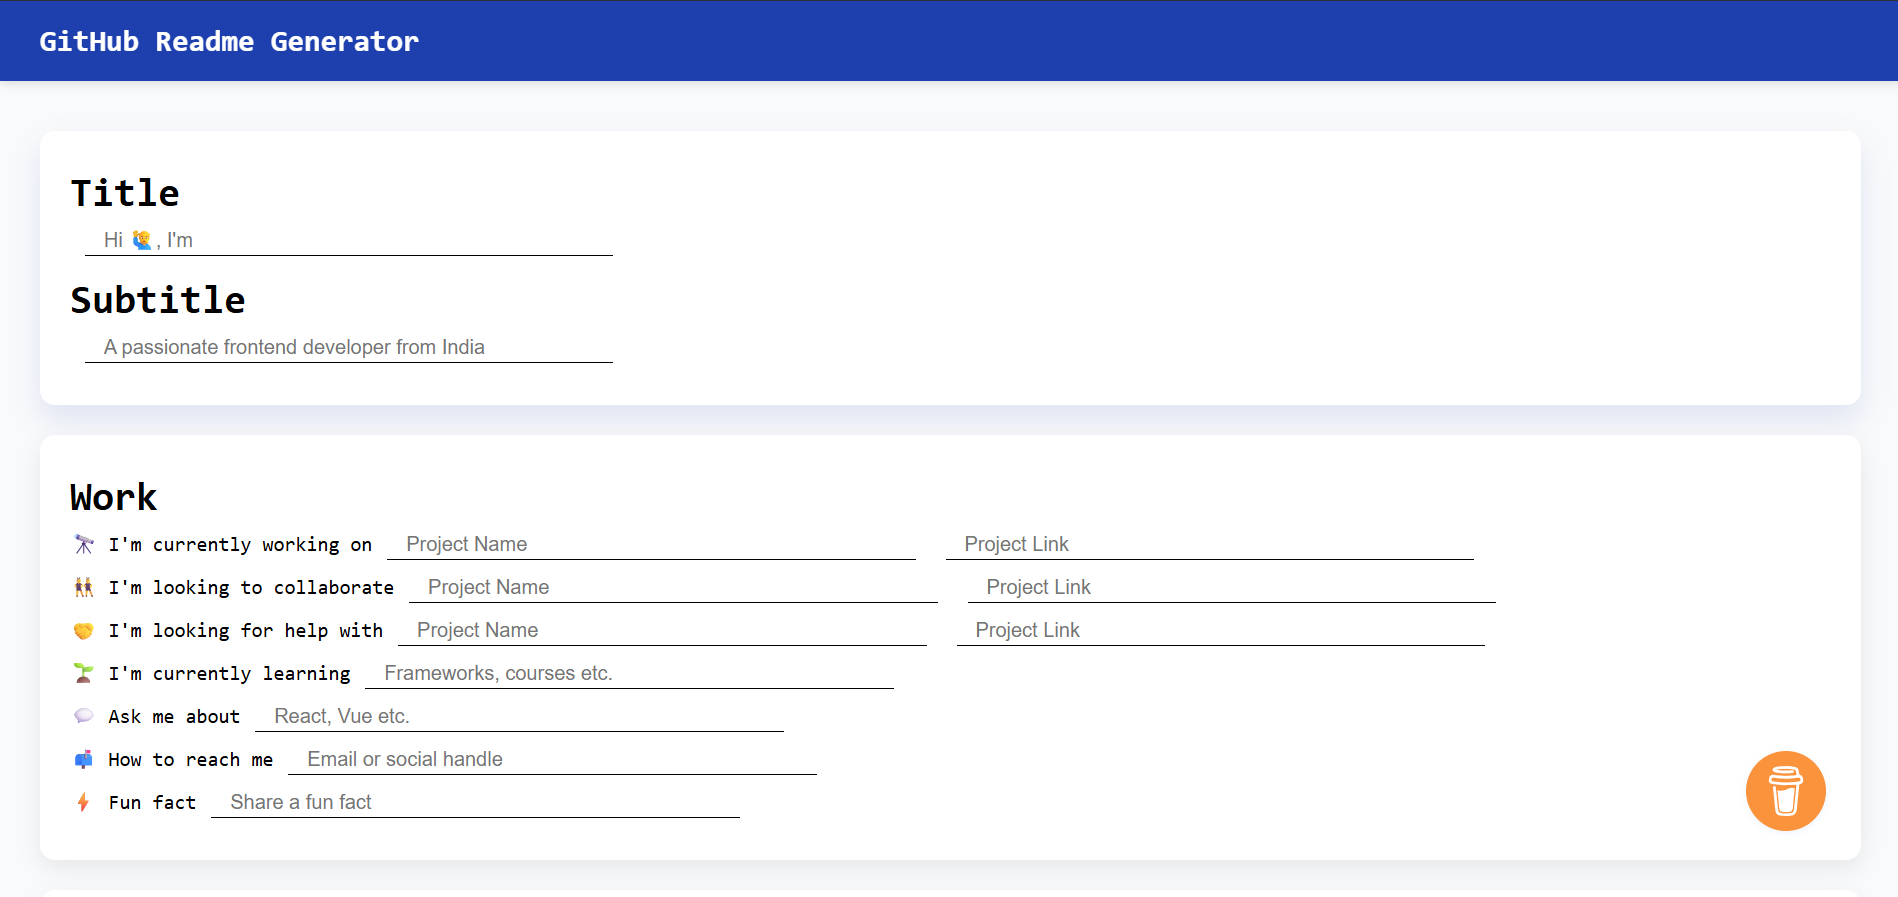 GitHub Readme Generator
Title
Hi 🙋‍♂️, I'm
Subtitle
A passionate frontend developer from India
Work
🔭 I'm currently working on Project Name Project Link
👯 I'm looking to collaborate Project Name Project Link
🤝 I'm looking for help with Project Name Project Link
🌱 I'm currently learning Frameworks, courses etc.
💬 Ask me about React, Vue etc.
📫 How to reach me Email or social handle
⚡ Fun fact Share a fun fact